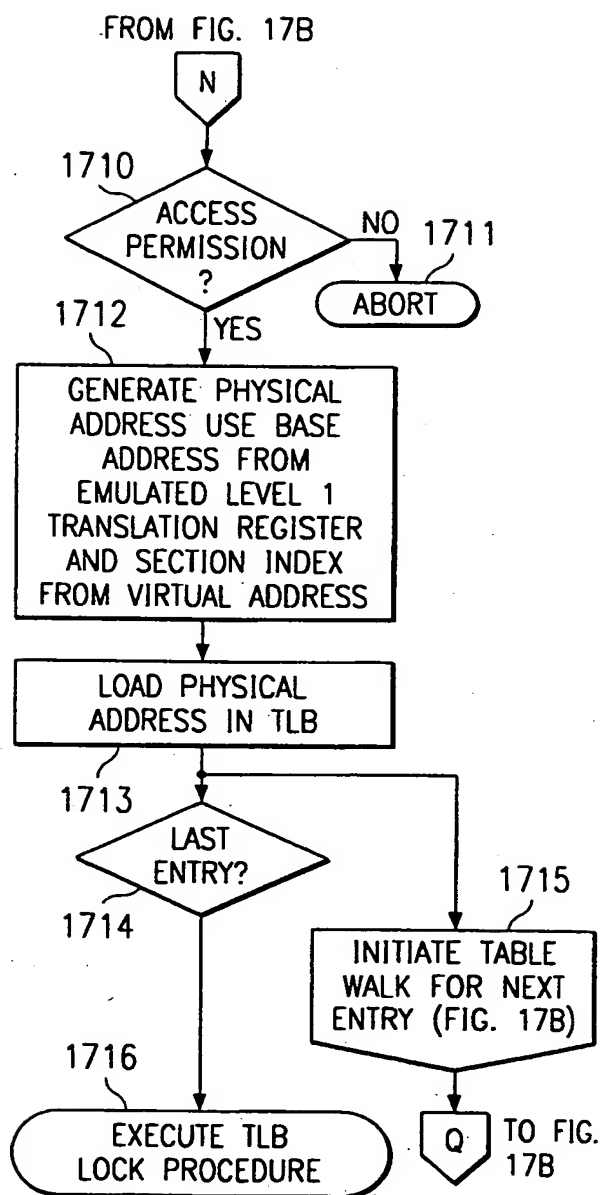 FROM FIG. 17B
N
1710
ACCESS
PERMISSION
?
NO
1711
ABORT
1712
YES
GENERATE PHYSICAL
ADDRESS USE BASE
ADDRESS FROM
EMULATED LEVEL 1
TRANSLATION REGISTER
AND SECTION INDEX
FROM VIRTUAL ADDRESS
LOAD PHYSICAL
ADDRESS IN TLB
1713
LAST
ENTRY?
1714
1715
INITIATE TABLE
WALK FOR NEXT
ENTRY (FIG. 17B)
1716
EXECUTE TLB
LOCK PROCEDURE
Q
TO FIG.
17B